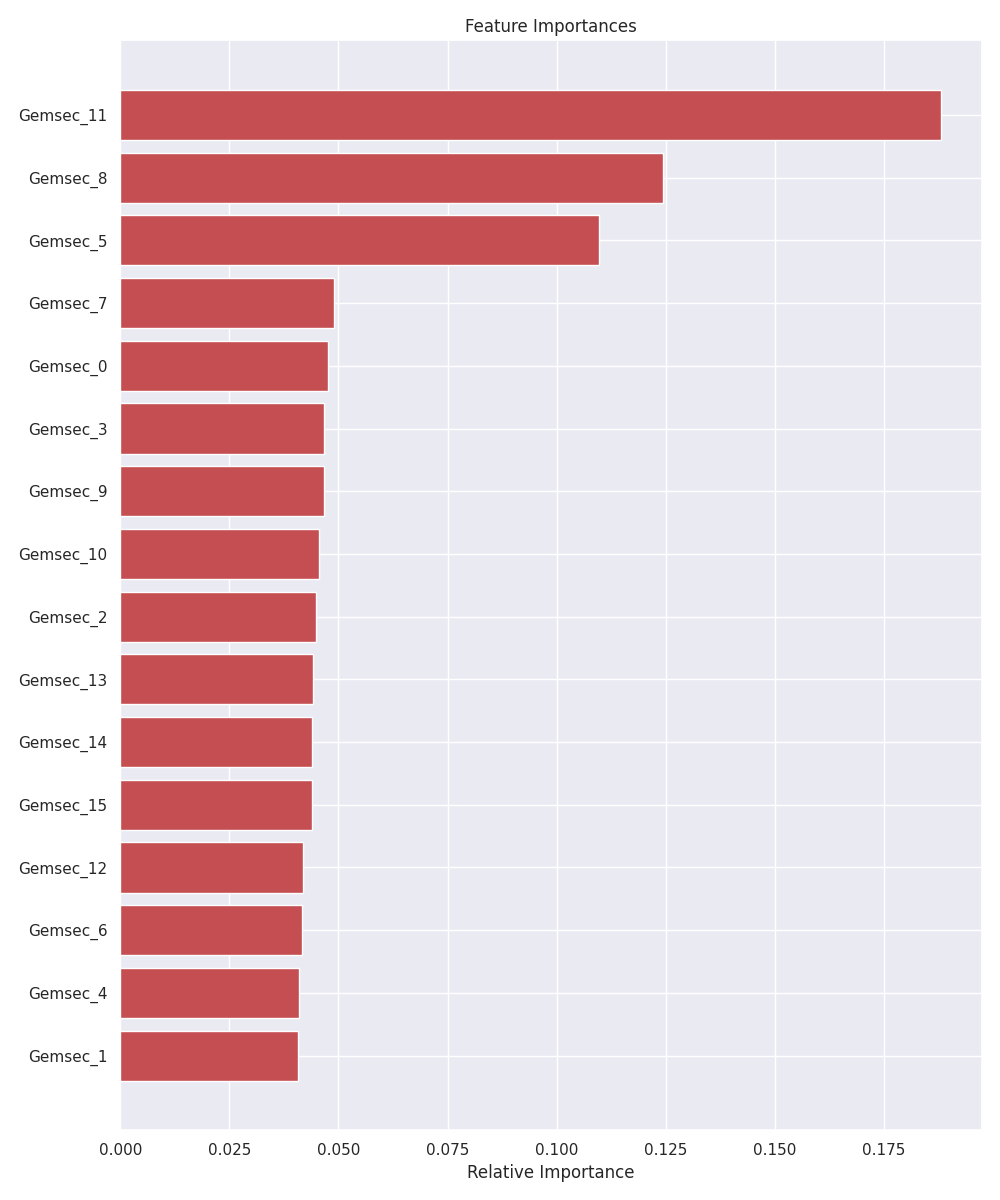 Feature Importances
Gemsec_11
Gemsec_8
Gemsec_5
Gemsec_7
Gemsec_0
Gemsec_3
Gemsec_9
Gemsec_10
Gemsec_2
Gemsec_13
Gemsec_14
Gemsec_15
Gemsec_12
Gemsec_6
Gemsec_4
Gemsec_1
0.000 0.025 0.050 0.075 0.100 0.125 0.150 0.175
Relative Importance